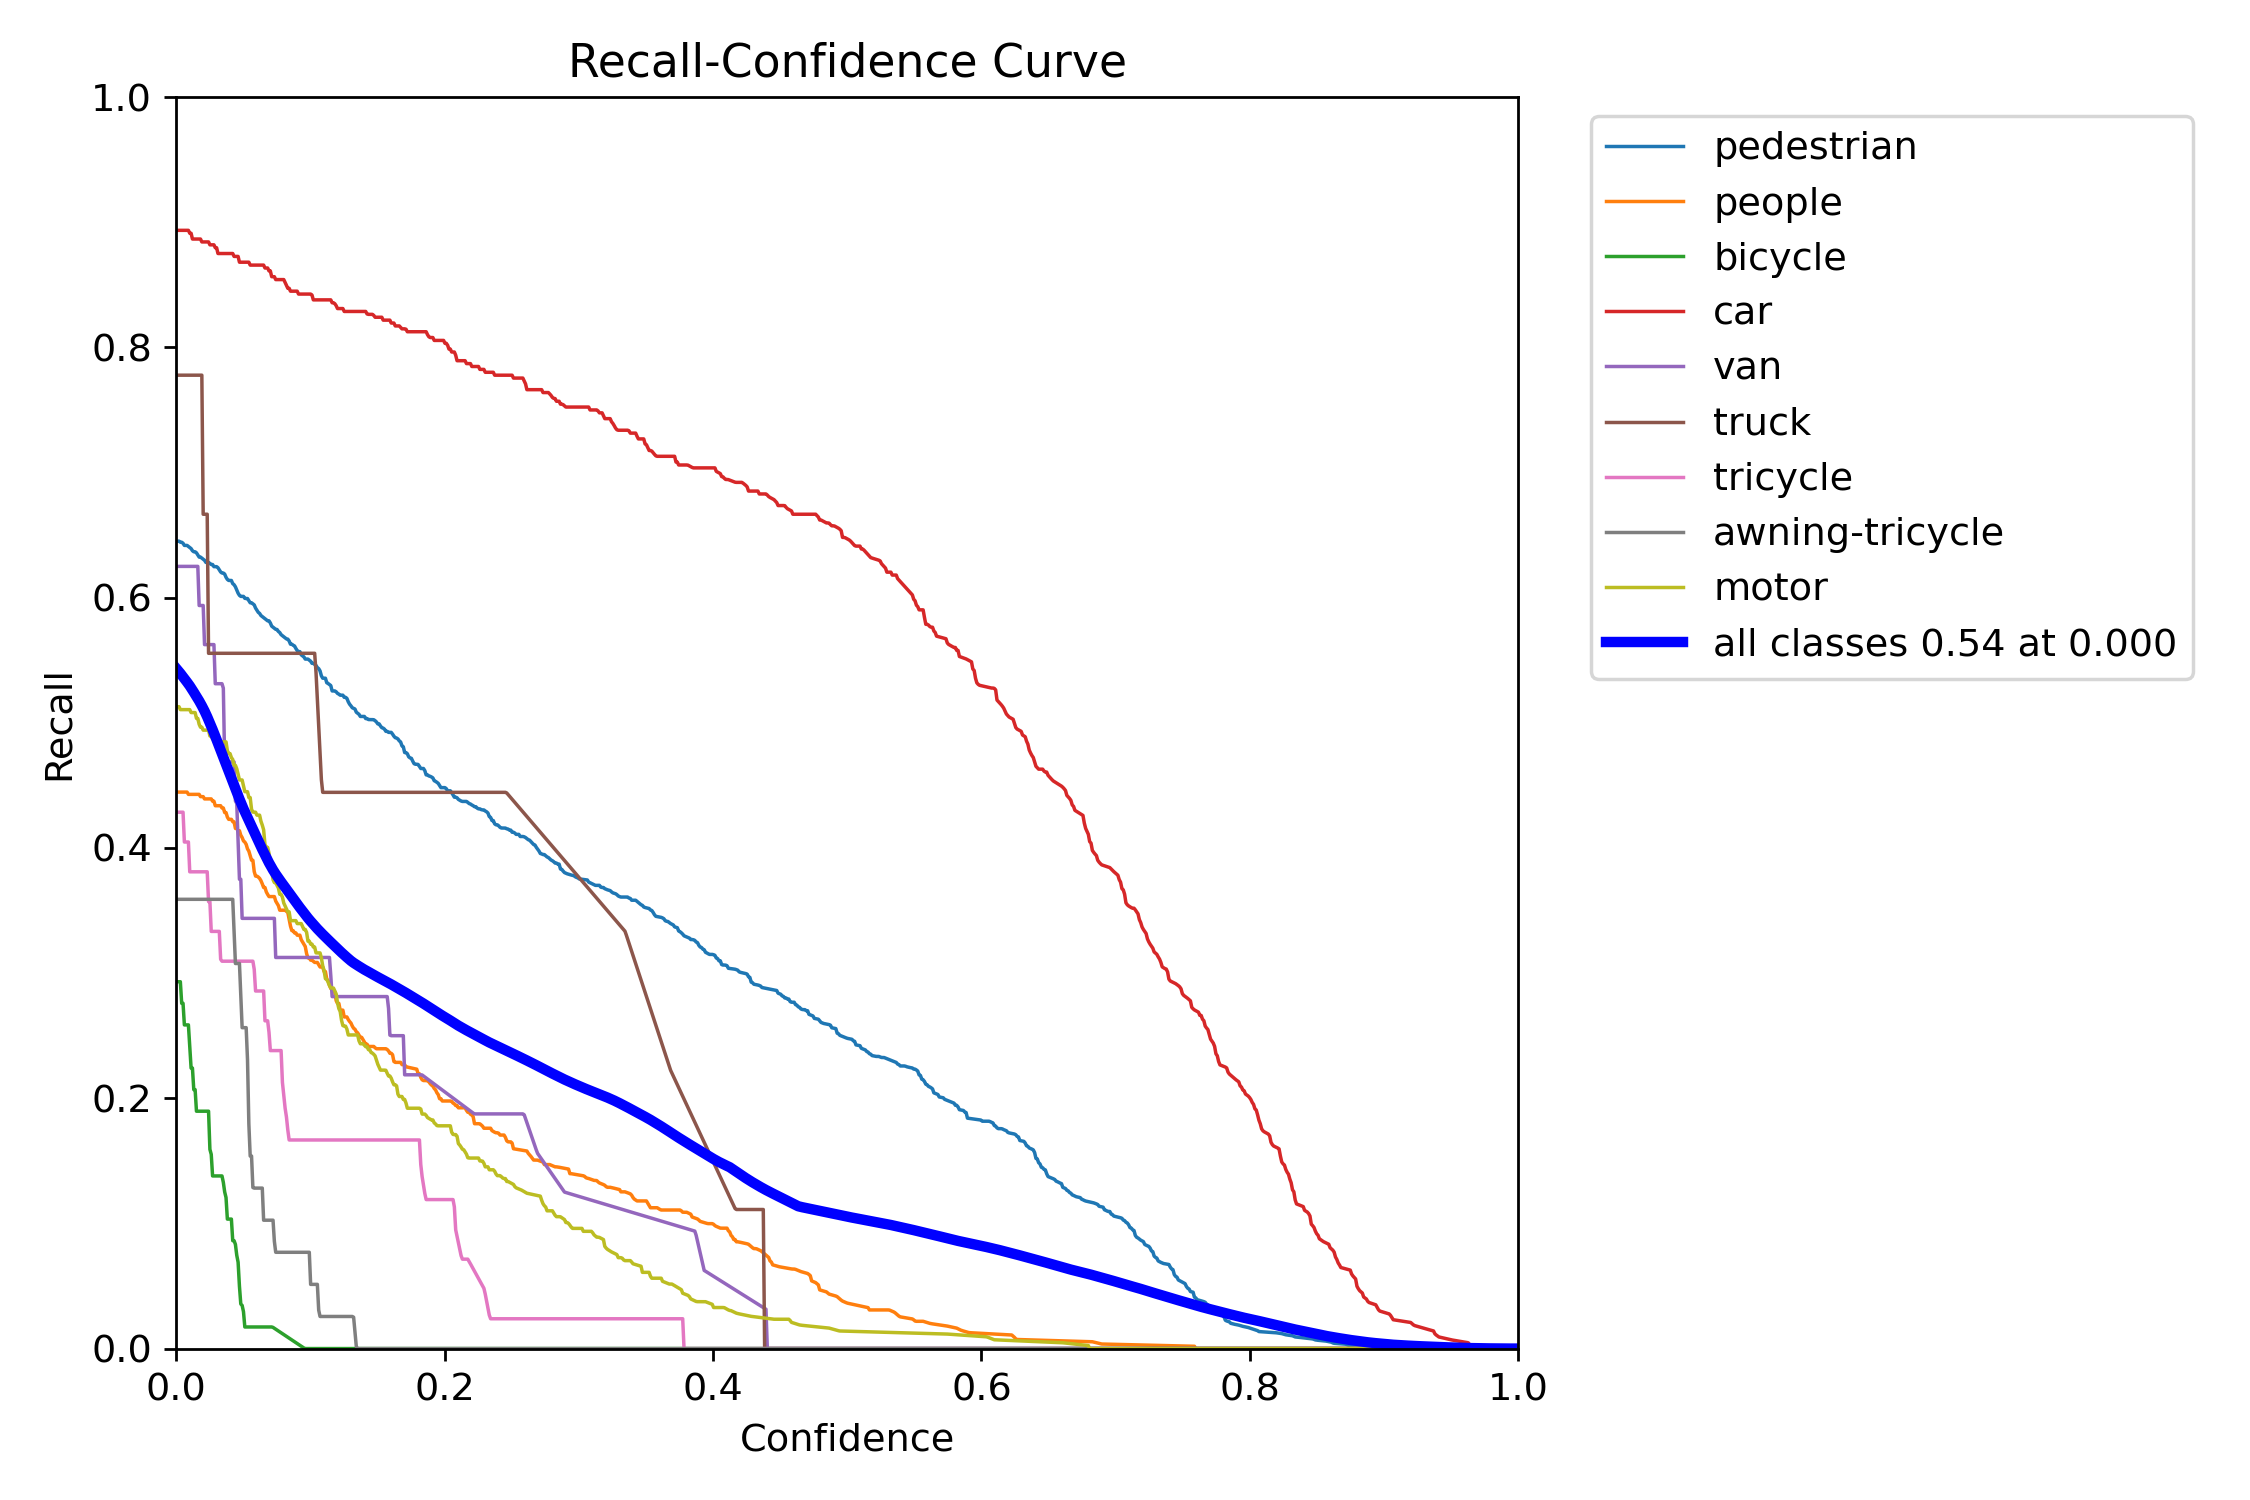 Recall-Confidence Curve
1.0
0.8
0.6
0.4
0.2
0.0
Recall
0.0 0.2 0.4 0.6 0.8 1.0
Confidence
pedestrian
people
bicycle
car
van
truck
tricycle
awning-tricycle
motor
all classes 0.54 at 0.000